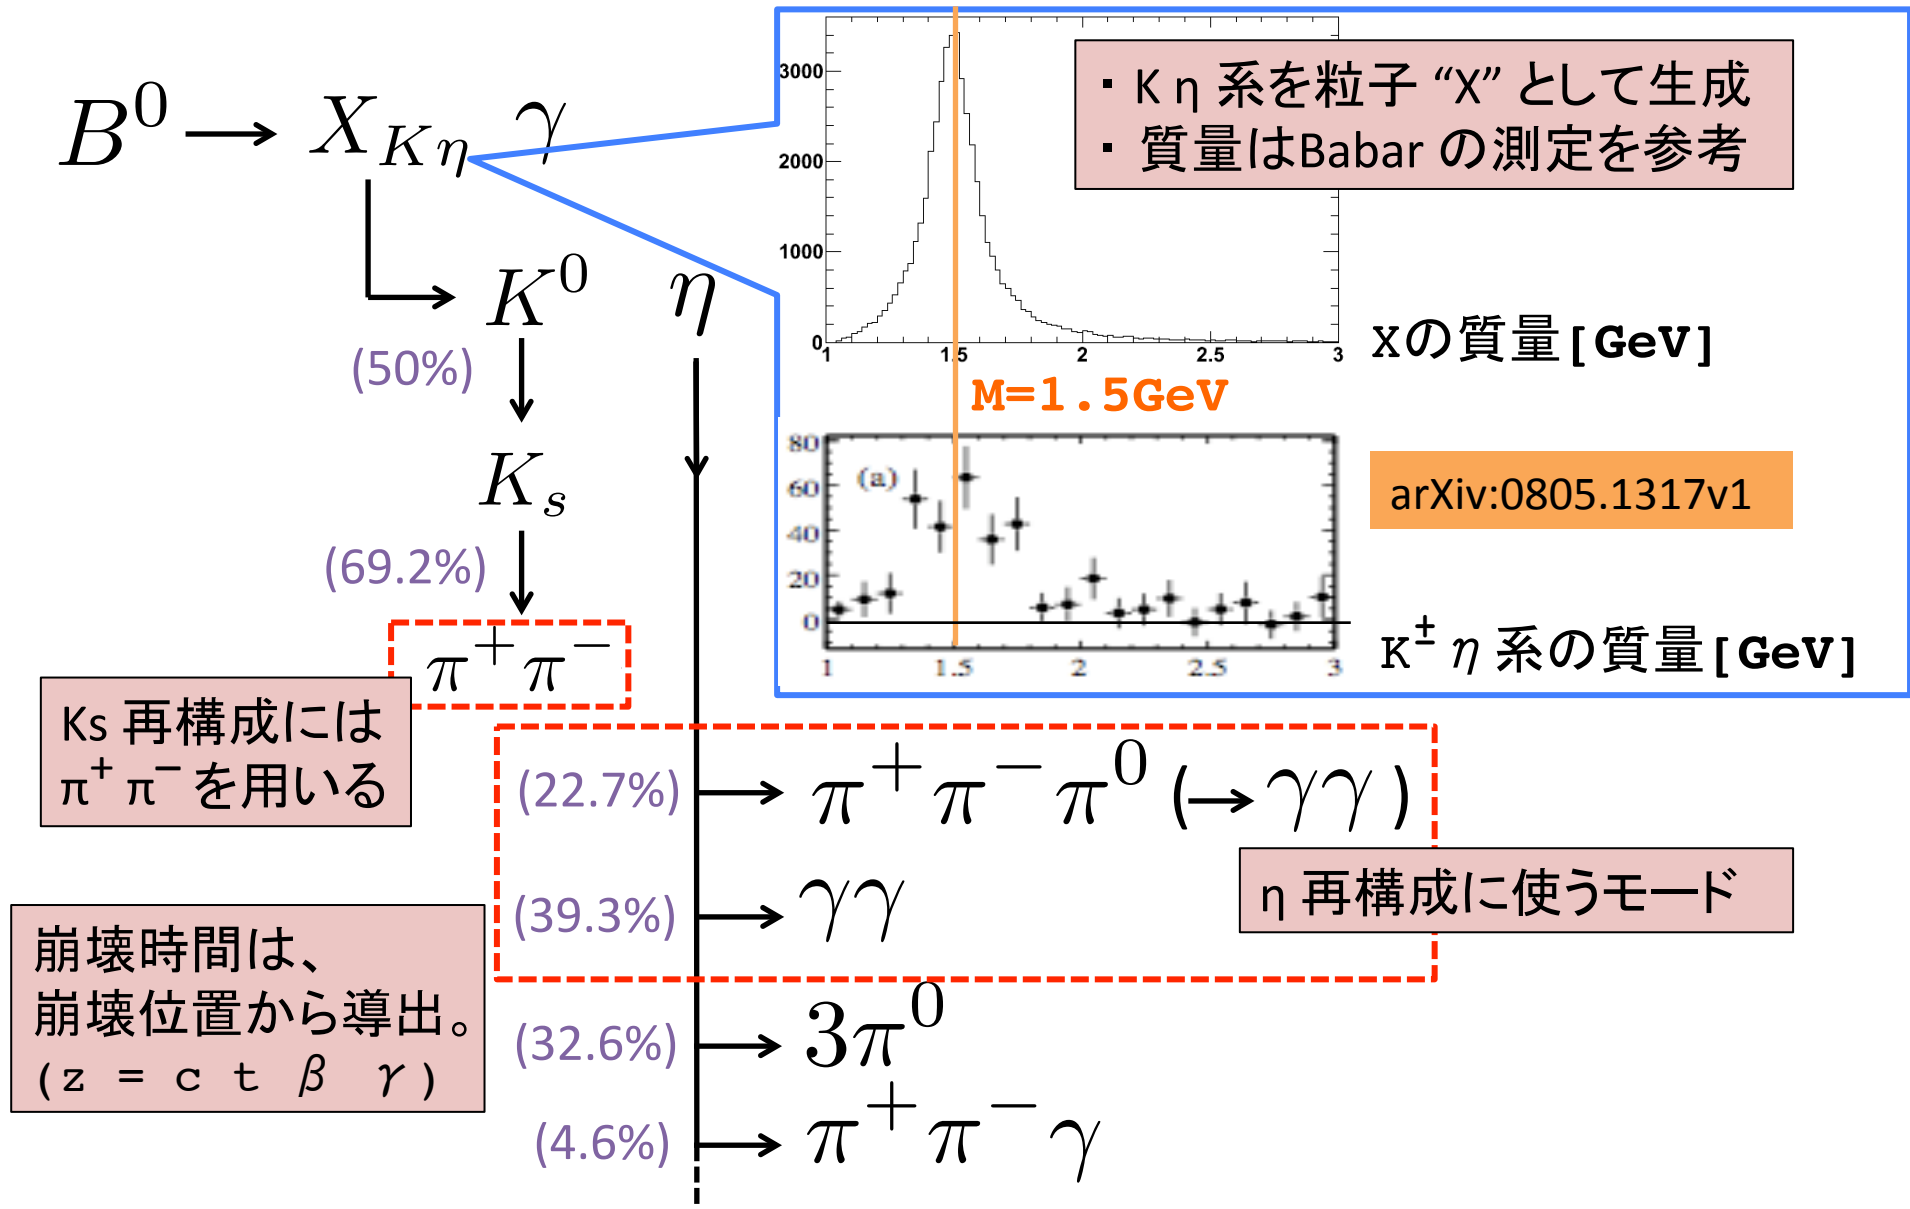 B⁰ → X_{Kη} γ
K⁰ η
(50%)
K_s
(69.2%)
π⁺π⁻
Ks 再構成には
π⁺π⁻を用いる
崩壊時間は、
崩壊位置から導出。
(z = c t β γ)
(22.7%) → π⁺π⁻π⁰ (→γγ)
(39.3%) → γγ
η 再構成に使うモード
(32.6%) → 3π⁰
(4.6%) → π⁺π⁻γ
・Kη 系を粒子 “X” として生成
・ 質量はBabar の測定を参考
3000
2000
1000
0
1 1.5 2 2.5 3
Xの質量[GeV]
M=1.5GeV
80
60
40
20
0
(a)
1 1.5 2 2.5 3
arXiv:0805.1317v1
K± η 系の質量[GeV]